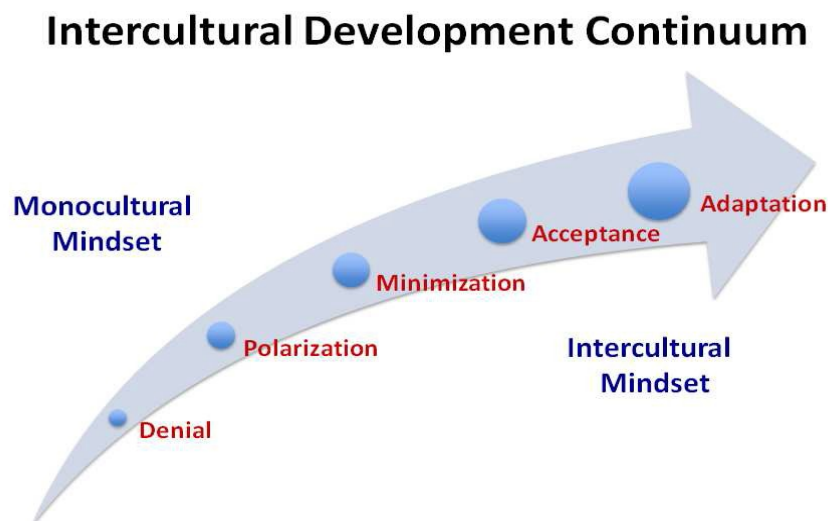 Intercultural Development Continuum
Monocultural
Mindset
Adaptation
Acceptance
Minimization
Polarization
Intercultural
Mindset
Denial